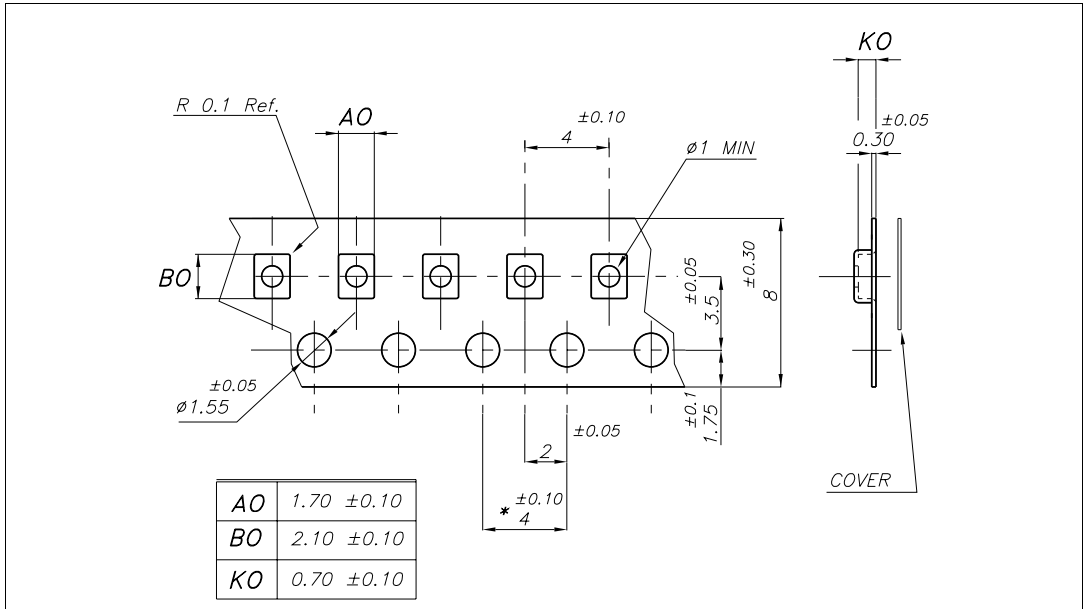 KO
R 0.1 Ref.
AO
±0.10
4
ø1 MIN
±0.05
0.30
BO
±0.05
3.5
±0.30
8
±0.05
ø1.55
±0.1
1.75
±0.05
2
* ±0.10
4
COVER
AO 1.70 ±0.10
BO 2.10 ±0.10
KO 0.70 ±0.10